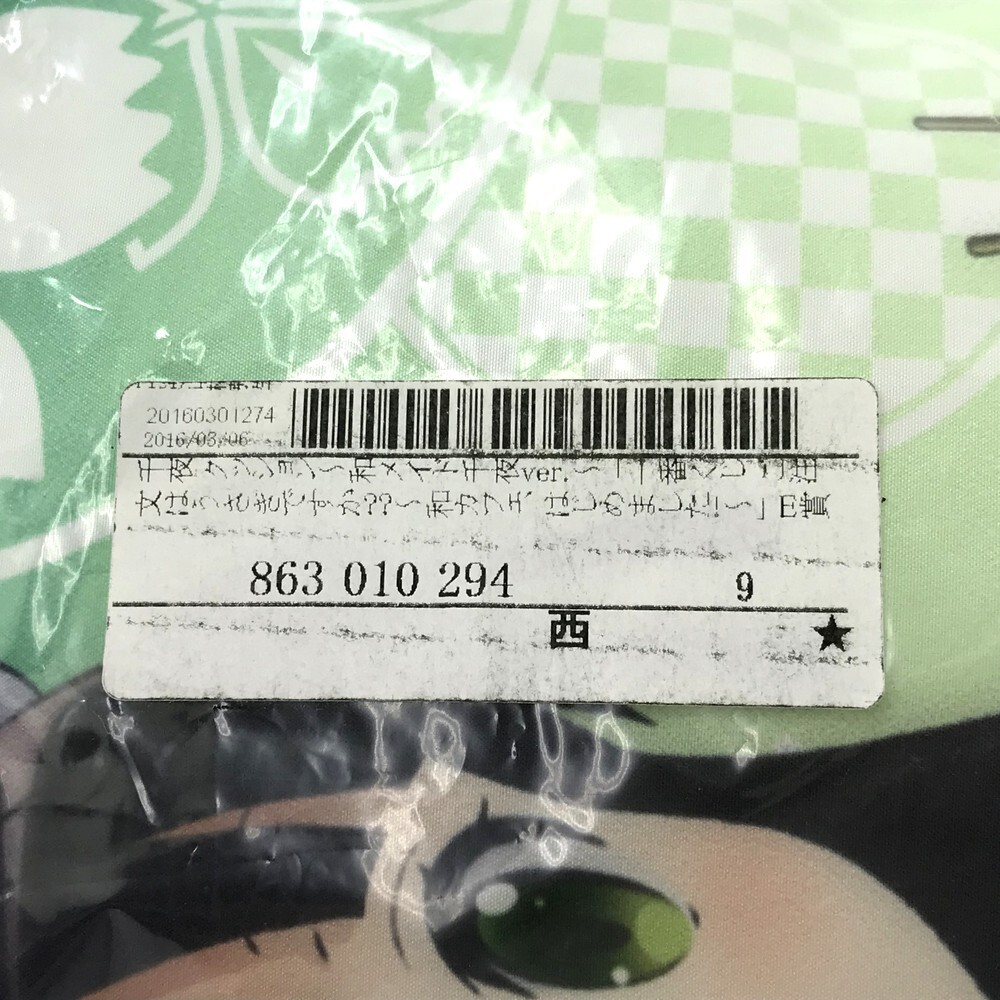 20160301274
2016/03/06
千夜クッション～和メイド千夜ver.～ 「一番くじ ご注
文はうさぎですか??～和カフェ、はじめました!～」 E賞
863 010 294 9
西 ★